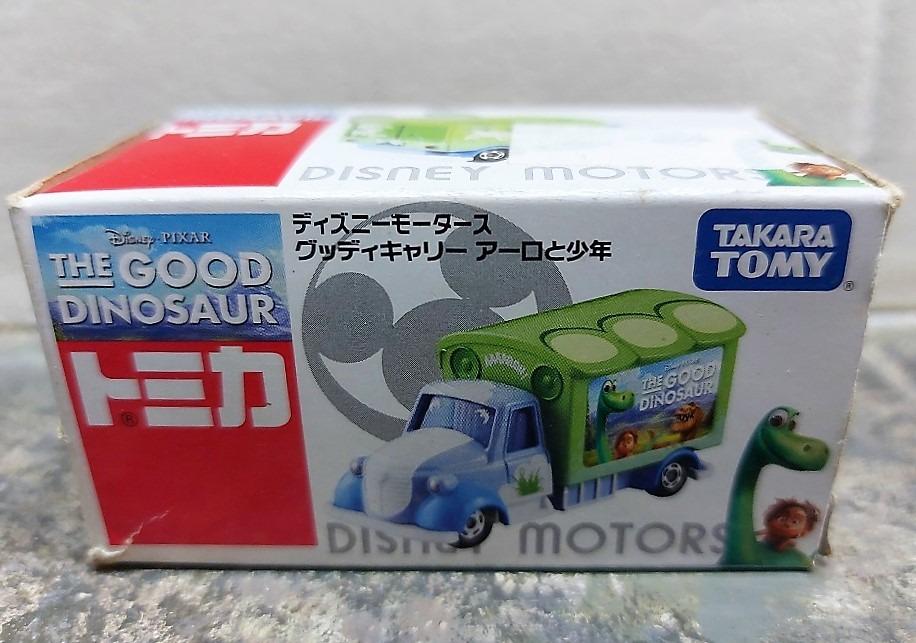 トミカ
DISNEY MOTORS
Disney·PIXAR
THE GOOD
DINOSAUR
トミカ®
ディズニーモータース
グッディキャリー アーロと少年
TAKARA
TOMY®
THE GOOD
DINOSAUR
DISNEY MOTORS